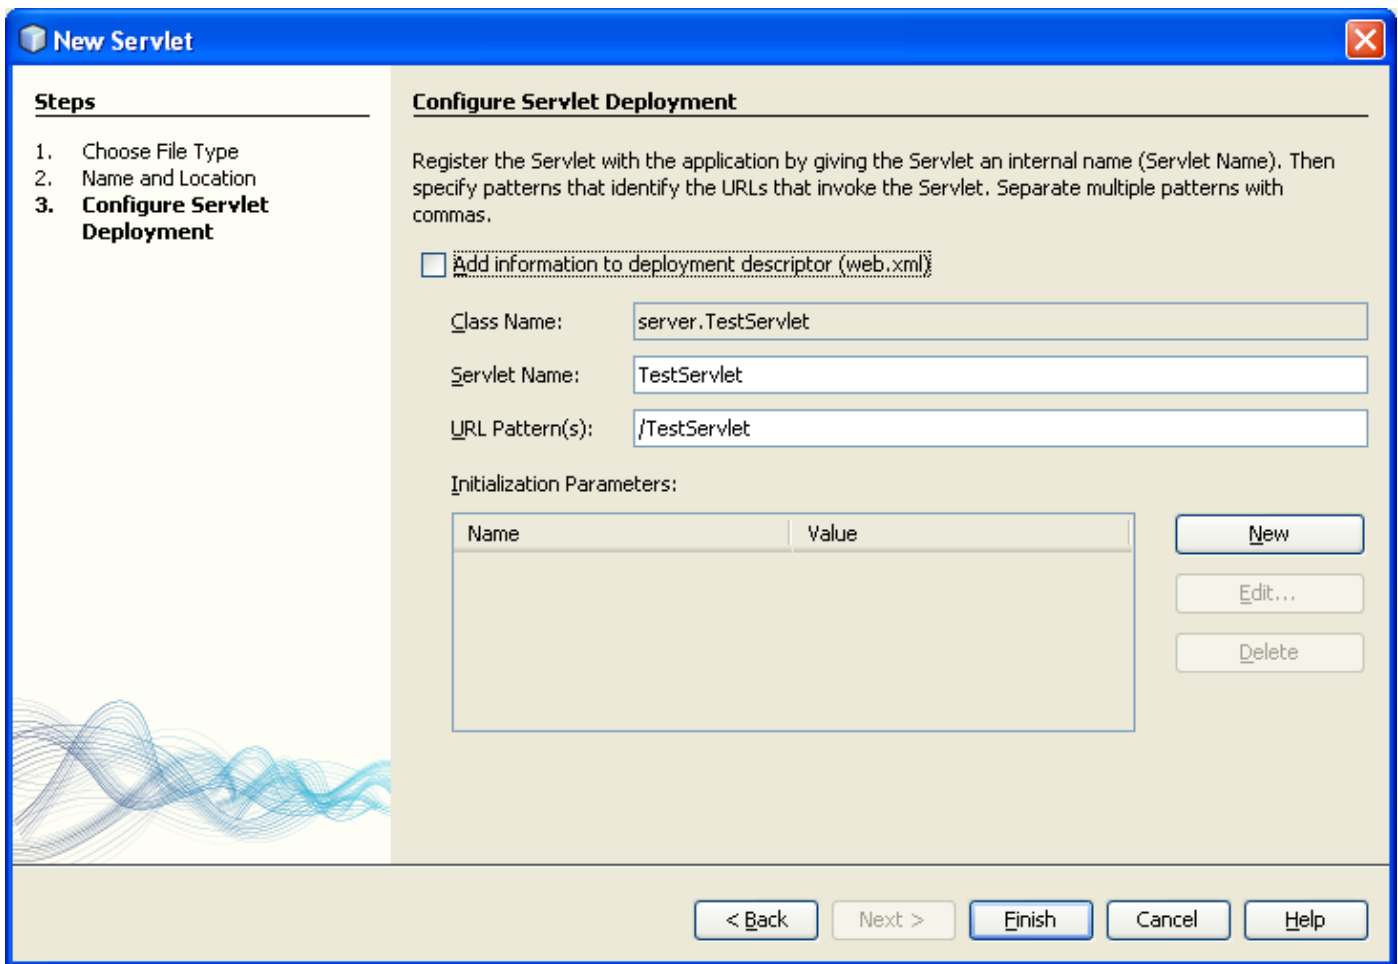 New Servlet
Steps
1. Choose File Type
2. Name and Location
3. Configure Servlet
Deployment
Configure Servlet Deployment
Register the Servlet with the application by giving the Servlet an internal name (Servlet Name). Then
specify patterns that identify the URLs that invoke the Servlet. Separate multiple patterns with
commas.
Add information to deployment descriptor (web.xml)
Class Name: server.TestServlet
Servlet Name: TestServlet
URL Pattern(s): /TestServlet
Initialization Parameters:
Name Value
New
Edit...
Delete
< Back Next > Finish Cancel Help